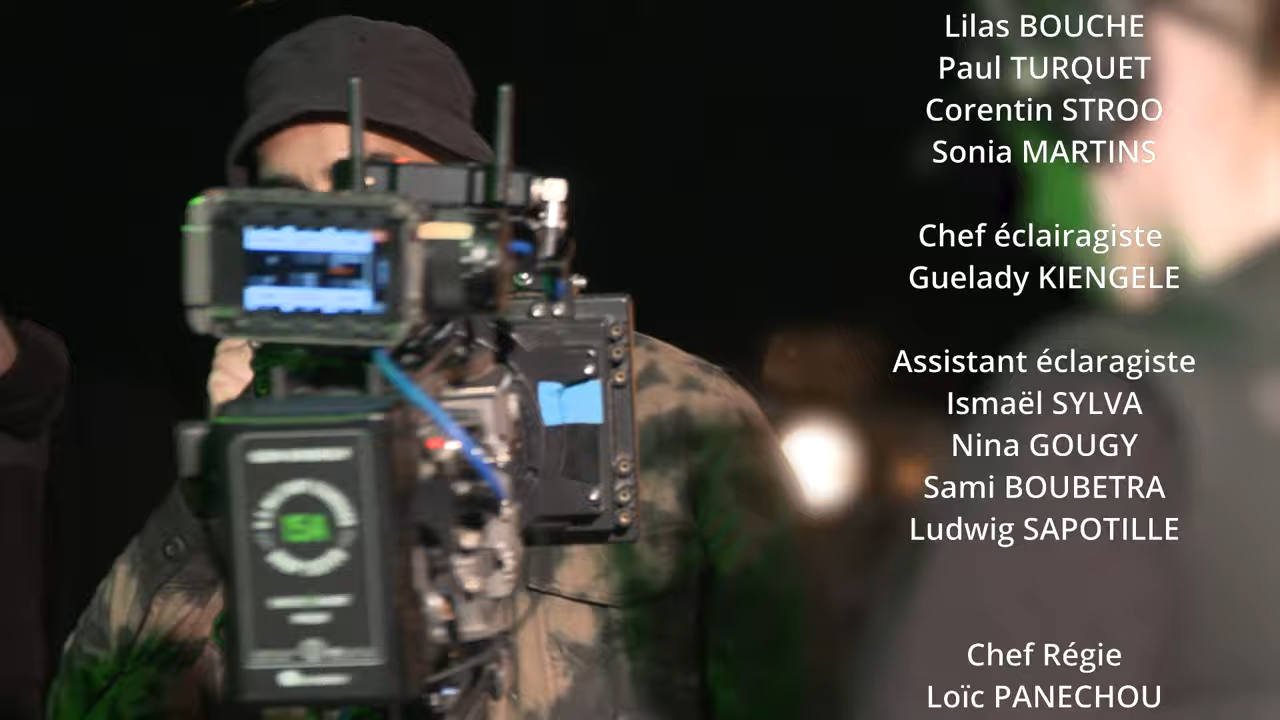 Lilas BOUCHE
Paul TURQUET
Corentin STROO
Sonia MARTINS
Chef éclairagiste
Guelady KIENGELE
Assistant éclaragiste
Ismaël SYLVA
Nina GOUGY
Sami BOUBETRA
Ludwig SAPOTILLE
Chef Régie
Loïc PANECHOU